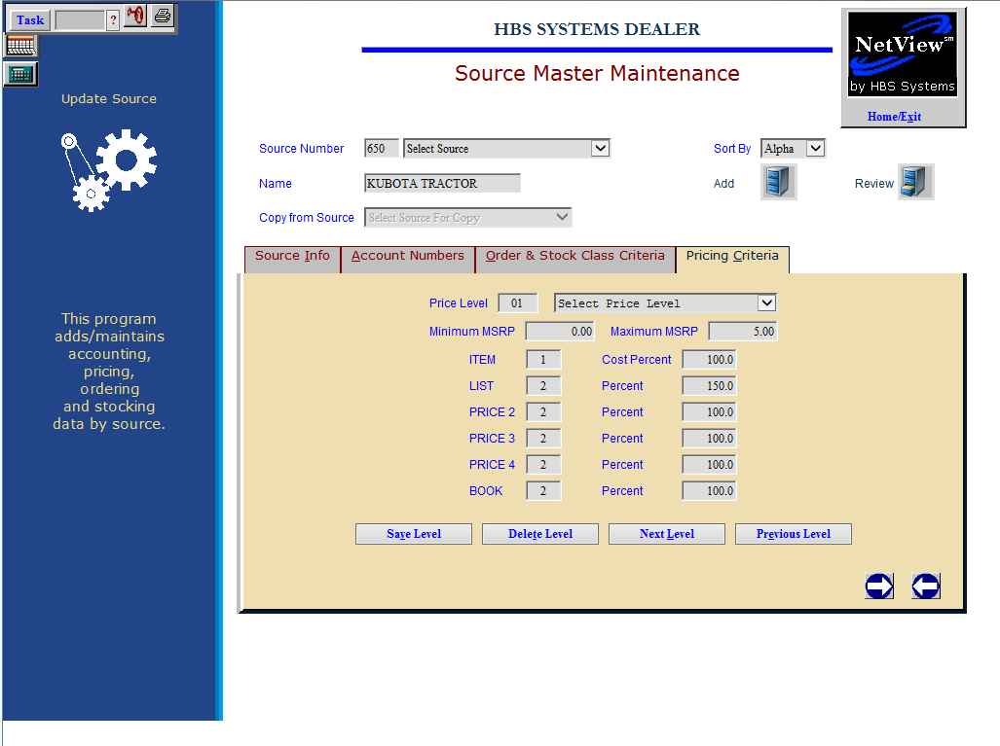 Task ?
HBS SYSTEMS DEALER
Source Master Maintenance
NetView℠
by HBS Systems
Home/Exit
Update Source
This program
adds/maintains
accounting,
pricing,
ordering
and stocking
data by source.
Source Number 650 Select Source Sort By Alpha
Name KUBOTA TRACTOR Add Review
Copy from Source Select Source For Copy
Source Info Account Numbers Order & Stock Class Criteria Pricing Criteria
Price Level 01 Select Price Level
Minimum MSRP 0.00 Maximum MSRP 5.00
ITEM 1 Cost Percent 100.0
LIST 2 Percent 150.0
PRICE 2 2 Percent 100.0
PRICE 3 2 Percent 100.0
PRICE 4 2 Percent 100.0
BOOK 2 Percent 100.0
Save Level Delete Level Next Level Previous Level